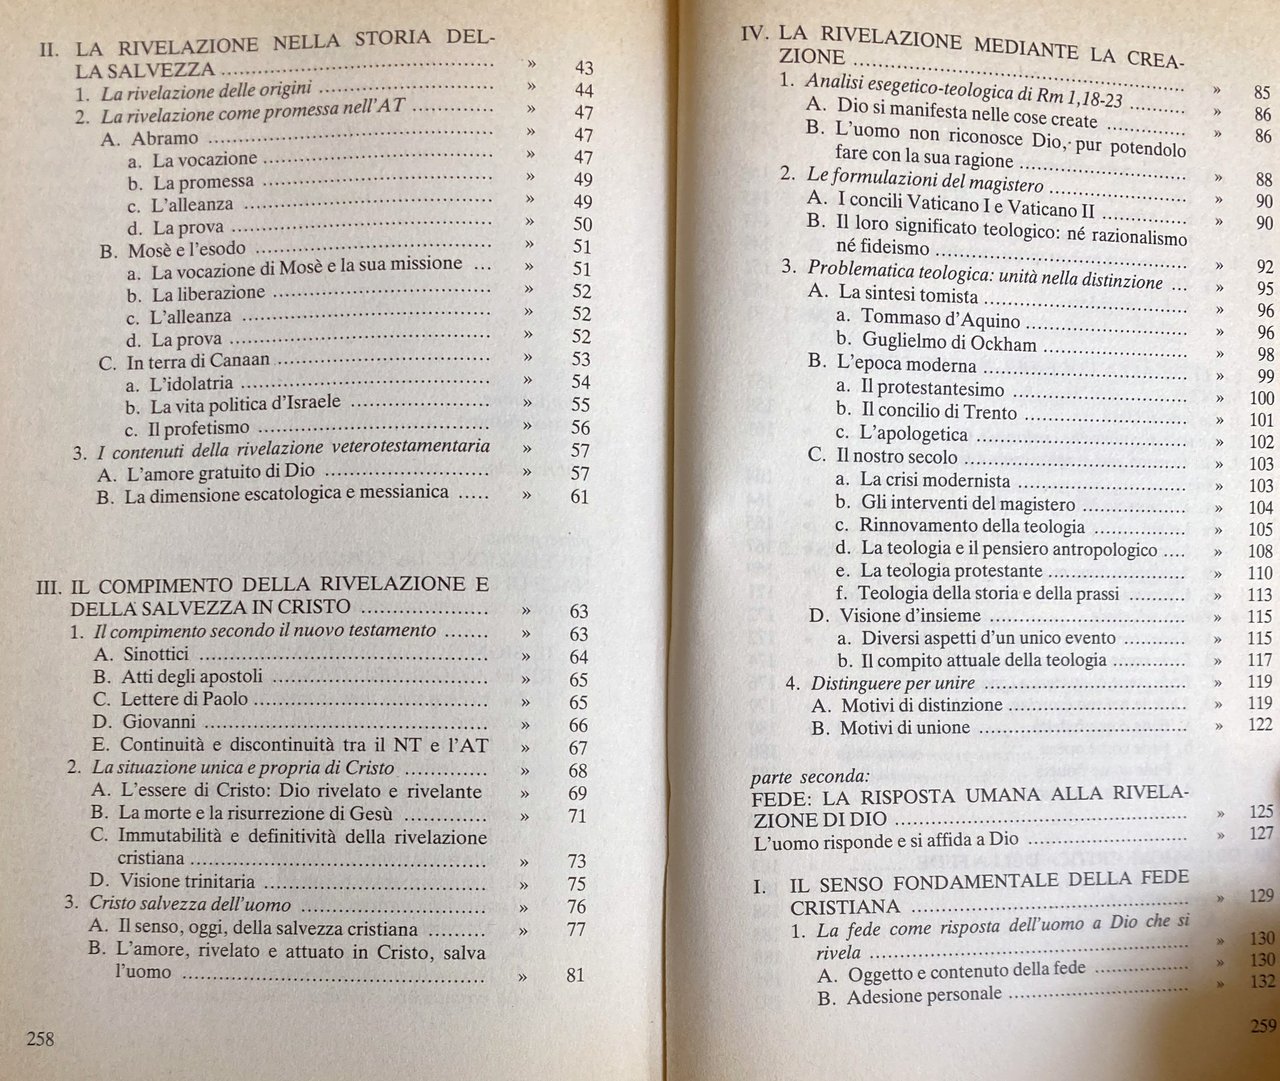 II. LA RIVELAZIONE NELLA STORIA DEL-
LA SALVEZZA .................................... » 43
1. La rivelazione delle origini .................................... » 44
2. La rivelazione come promessa nell'AT ............ » 47
A. Abramo .................................... » 47
a. La vocazione .................................... » 47
b. La promessa .................................... » 49
c. L'alleanza .................................... » 49
d. La prova .................................... » 50
B. Mosè e l'esodo .................................... » 51
a. La vocazione di Mosè e la sua missione ... » 51
b. La liberazione .................................... » 52
c. L'alleanza .................................... » 52
d. La prova .................................... » 52
C. In terra di Canaan .................................... » 53
a. L'idolatria .................................... » 54
b. La vita politica d'Israele .................... » 55
c. Il profetismo .................................... » 56
3. I contenuti della rivelazione veterotestamentaria » 57
A. L'amore gratuito di Dio .................... » 57
B. La dimensione escatologica e messianica ..... » 61
III. IL COMPIMENTO DELLA RIVELAZIONE E
DELLA SALVEZZA IN CRISTO .................... » 63
1. Il compimento secondo il nuovo testamento ....... » 63
A. Sinottici .................................... » 64
B. Atti degli apostoli .................................... » 65
C. Lettere di Paolo .................................... » 65
D. Giovanni .................................... » 66
E. Continuità e discontinuità tra il NT e l'AT » 67
2. La situazione unica e propria di Cristo ............. » 68
A. L'essere di Cristo: Dio rivelato e rivelante » 69
B. La morte e la risurrezione di Gesù ............. » 71
C. Immutabilità e definitività della rivelazione
cristiana .................................... » 73
D. Visione trinitaria .................................... » 75
3. Cristo salvezza dell'uomo .................................... » 76
A. Il senso, oggi, della salvezza cristiana ......... » 77
B. L'amore, rivelato e attuato in Cristo, salva
l'uomo .................................... » 81
258
IV. LA RIVELAZIONE MEDIANTE LA CREA-
ZIONE .................................... » 85
1. Analisi esegetico-teologica di Rm 1,18-23 ......... » 86
A. Dio si manifesta nelle cose create ............. » 86
B. L'uomo non riconosce Dio, pur potendolo
fare con la sua ragione .................... » 88
2. Le formulazioni del magistero .................... » 90
A. I concili Vaticano I e Vaticano II ............. » 90
B. Il loro significato teologico: né razionalismo
né fideismo .................................... » 92
3. Problematica teologica: unità nella distinzione ... » 95
A. La sintesi tomista .................................... » 96
a. Tommaso d'Aquino .................... » 96
b. Guglielmo di Ockham .................... » 98
B. L'epoca moderna .................................... » 99
a. Il protestantesimo .................... » 100
b. Il concilio di Trento .................... » 101
c. L'apologetica .................................... » 102
C. Il nostro secolo .................................... » 103
a. La crisi modernista .................... » 103
b. Gli interventi del magistero .................... » 104
c. Rinnovamento della teologia .................... » 105
d. La teologia e il pensiero antropologico .... » 108
e. La teologia protestante .................... » 110
f. Teologia della storia e della prassi ............ » 113
D. Visione d'insieme .................................... » 115
a. Diversi aspetti d'un unico evento ............ » 115
b. Il compito attuale della teologia ............ » 117
4. Distinguere per unire .................................... » 119
A. Motivi di distinzione .................................... » 119
B. Motivi di unione .................................... » 122
parte seconda:
FEDE: LA RISPOSTA UMANA ALLA RIVELA-
ZIONE DI DIO .................................... » 125
L'uomo risponde e si affida a Dio .................... » 127
I. IL SENSO FONDAMENTALE DELLA FEDE
CRISTIANA .................................... » 129
1. La fede come risposta dell'uomo a Dio che si
rivela .................................... » 130
A. Oggetto e contenuto della fede .................... » 130
B. Adesione personale .................................... » 132
259